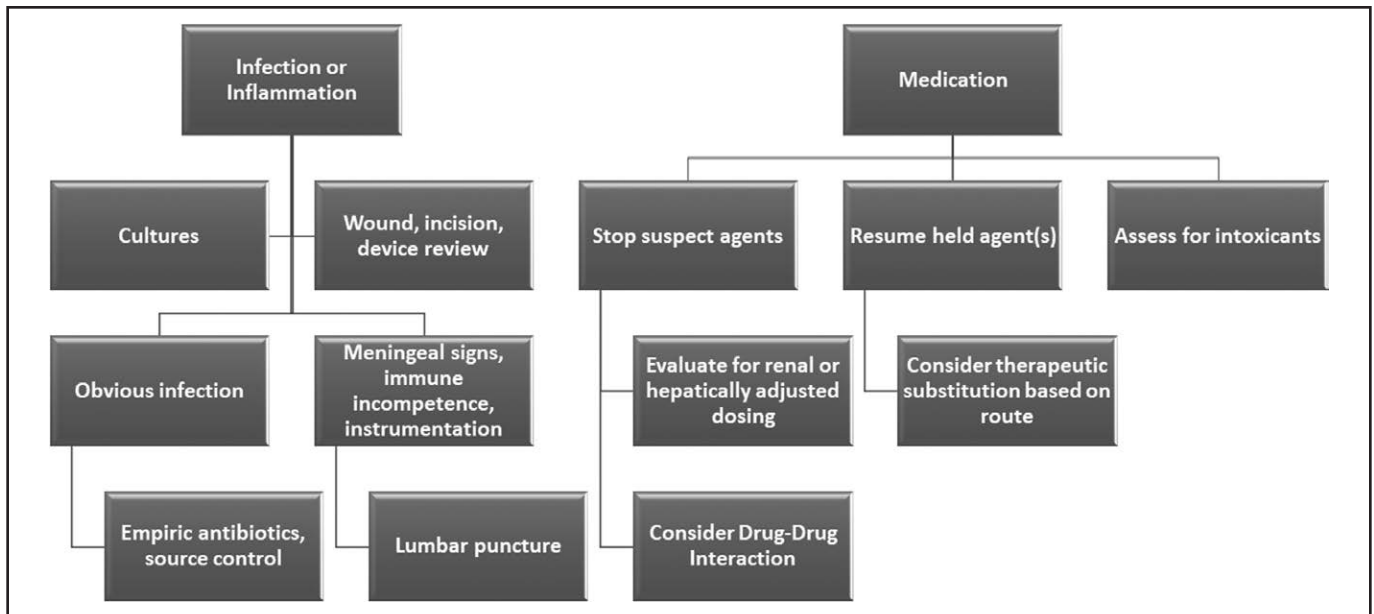 Infection or
Inflammation
Medication
Cultures
Wound, incision,
device review
Stop suspect agents
Resume held agent(s)
Assess for intoxicants
Obvious infection
Meningeal signs,
immune
incompetence,
instrumentation
Evaluate for renal or
hepatically adjusted
dosing
Consider therapeutic
substitution based on
route
Empiric antibiotics,
source control
Lumbar puncture
Consider Drug-Drug
Interaction